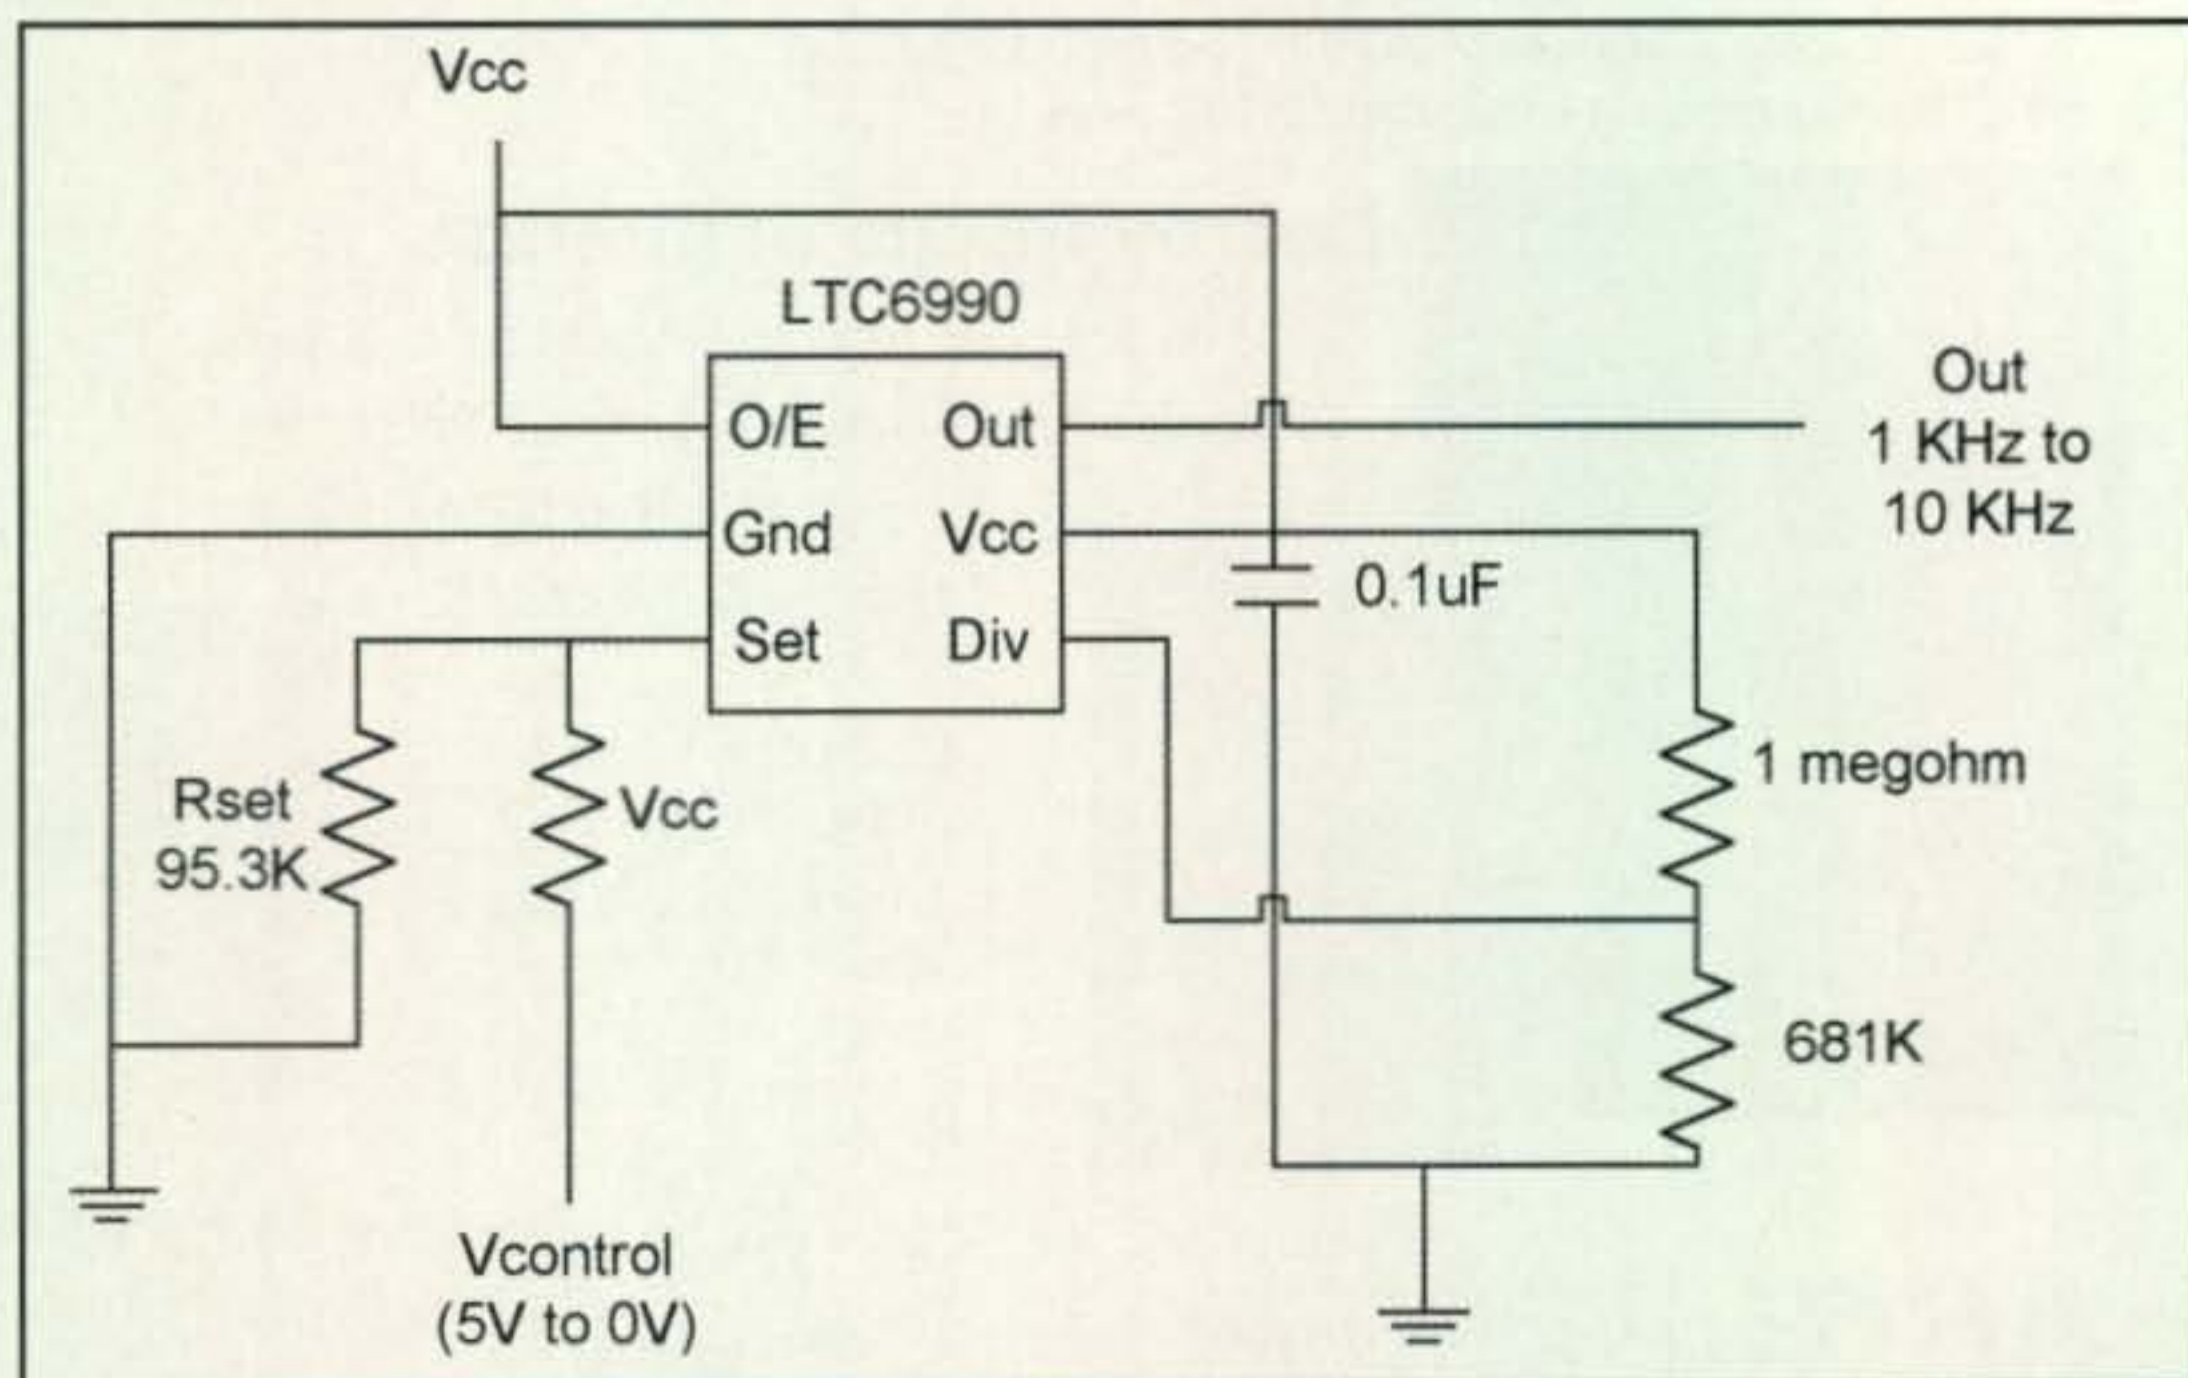 Vcc
LTC6990
O/E
Out
Gnd
Vcc
Set
Div
Out
1 KHz to
10 KHz
0.1uF
Rset
95.3K
Vcc
1 megohm
681K
Vcontrol
(5V to 0V)